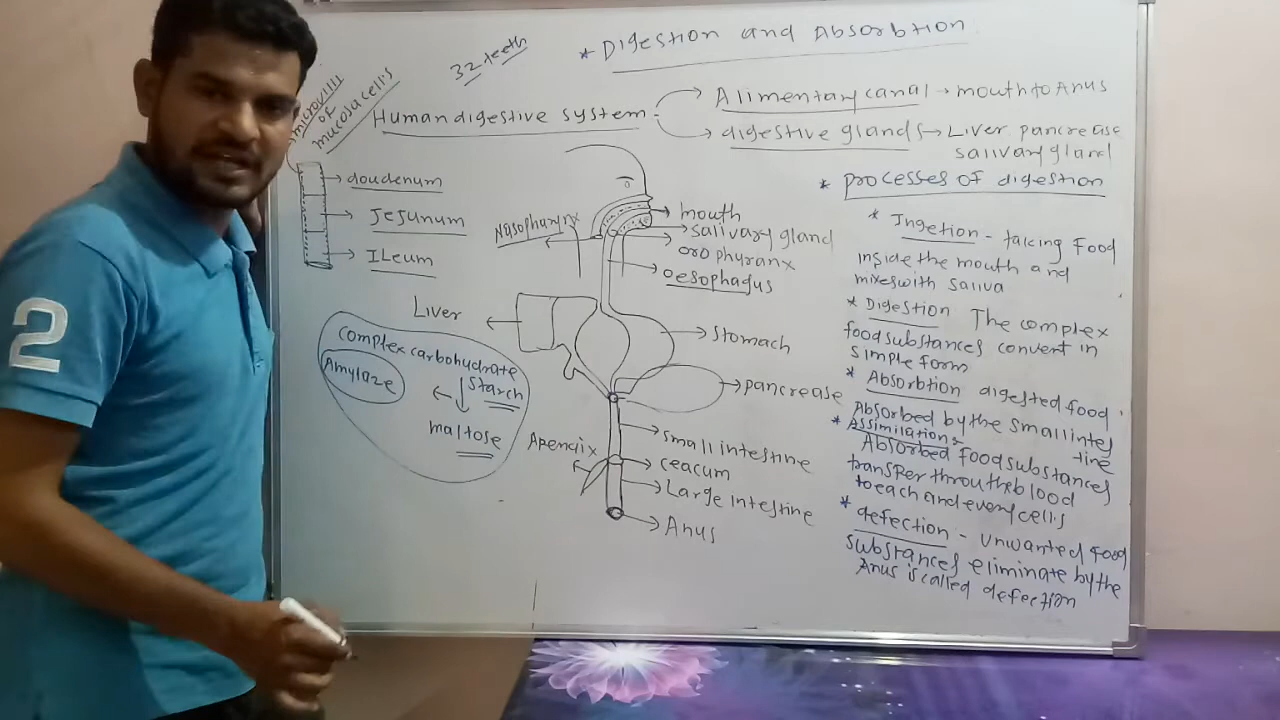 * Digestion and Absorbtion
32 teeth
microvilli
of
mucosa cells
Human digestive system
Alimentary canal → mouth to Anus
digestive glands → Liver pancrease
salivary gland
doudenum
Jejunum
ILeum
Nasopharynx
mouth
salivary gland
oro phyranx
oesophagus
Liver
Stomach
pancrease
small intestine
ceacum
Large intestine
Anus
Apendix
complex carbohydrate
Starch
Amylaze
maltose
* processes of digestion
* Ingetion - taking Food
inside the mouth and
mixes with saliva
* Digestion The complex
food substances convert in
simple form
* Absorbtion digested food
Absorbed by the small intes
tine
* Assimilation:
Absorbed food substances
transfer throu the blood
to each and every cells
* defection - unwanted food
substances eliminate by the
Anus is called defection
2